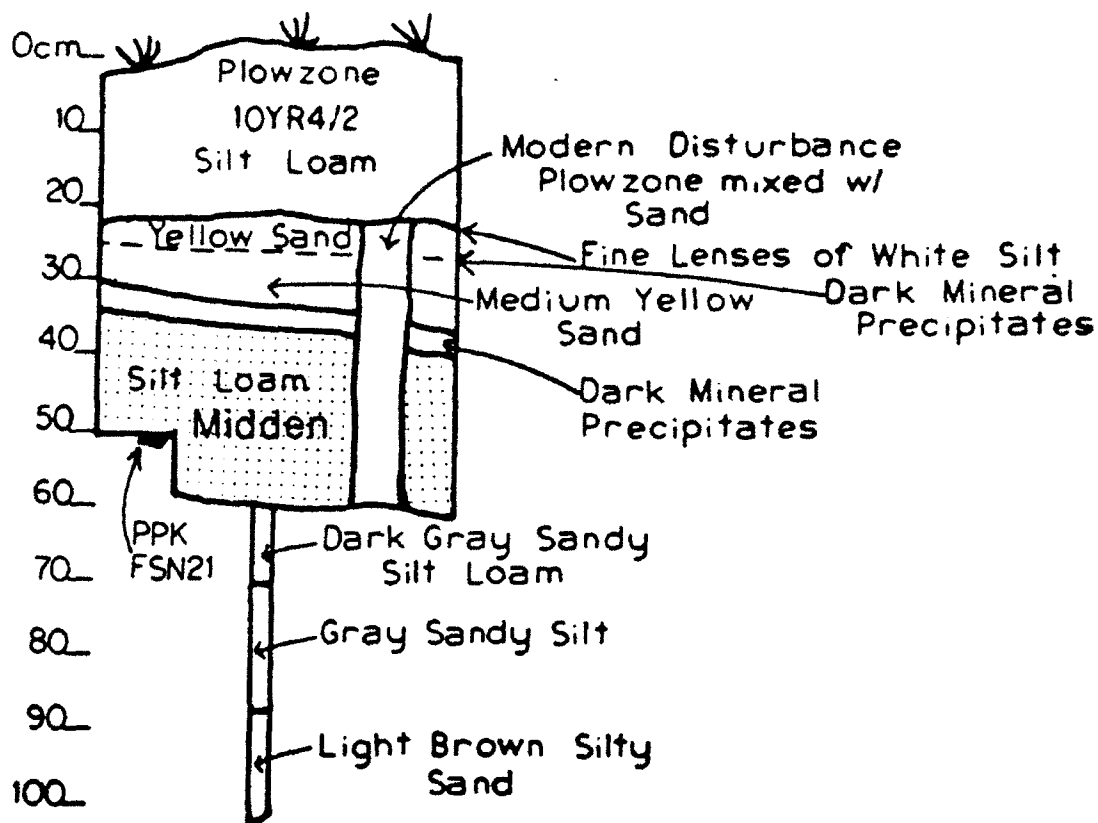 0cm
Plowzone
10YR4/2
Silt Loam
10
20
30
40
50
60
70
80
90
100
Modern Disturbance
Plowzone mixed w/
Sand
Yellow Sand
Fine Lenses of White Silt
Dark Mineral
Precipitates
Medium Yellow
Sand
Dark Mineral
Precipitates
Silt Loam
Midden
PPK
FSN21
Dark Gray Sandy
Silt Loam
Gray Sandy Silt
Light Brown Silty
Sand